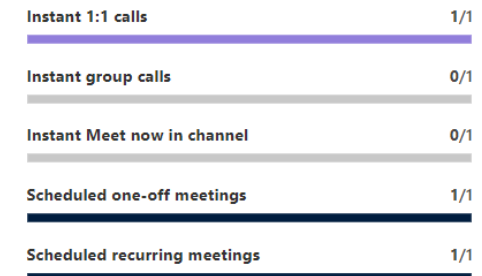 Instant 1:1 calls 1/1
Instant group calls 0/1
Instant Meet now in channel 0/1
Scheduled one-off meetings 1/1
Scheduled recurring meetings 1/1